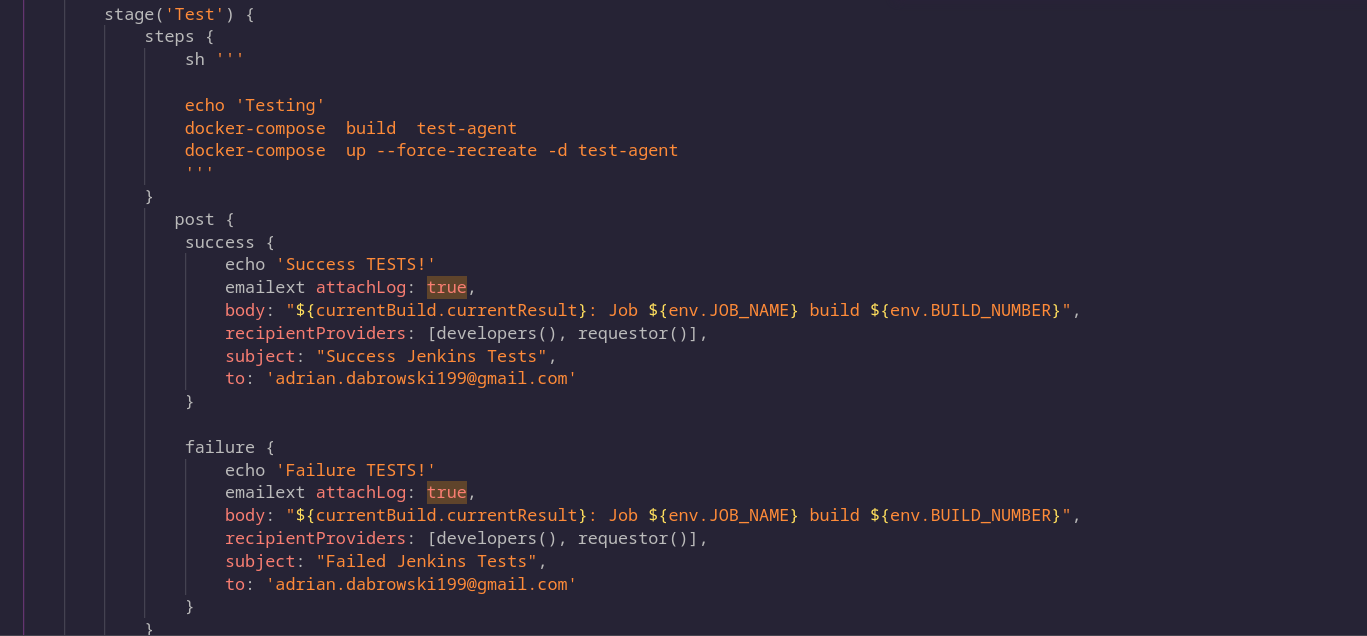 stage('Test') {
steps {
sh '''
echo 'Testing'
docker-compose  build  test-agent
docker-compose  up --force-recreate -d test-agent
'''
}
post {
success {
echo 'Success TESTS!'
emailext attachLog: true,
body: "${currentBuild.currentResult}: Job ${env.JOB_NAME} build ${env.BUILD_NUMBER}",
recipientProviders: [developers(), requestor()],
subject: "Success Jenkins Tests",
to: 'adrian.dabrowski199@gmail.com'
}
failure {
echo 'Failure TESTS!'
emailext attachLog: true,
body: "${currentBuild.currentResult}: Job ${env.JOB_NAME} build ${env.BUILD_NUMBER}",
recipientProviders: [developers(), requestor()],
subject: "Failed Jenkins Tests",
to: 'adrian.dabrowski199@gmail.com'
}
}